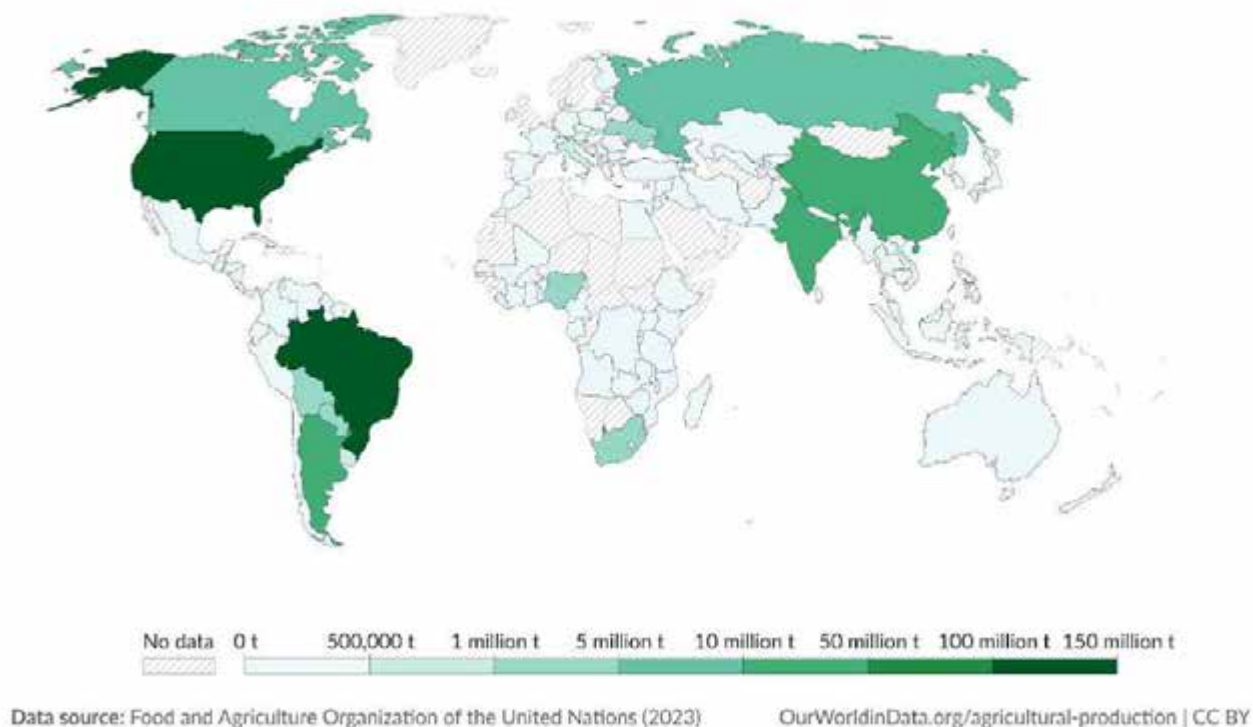 No data 0 t 500,000 t 1 million t 5 million t 10 million t 50 million t 100 million t 150 million t
Data source: Food and Agriculture Organization of the United Nations (2023) OurWorldinData.org/agricultural-production | CC BY